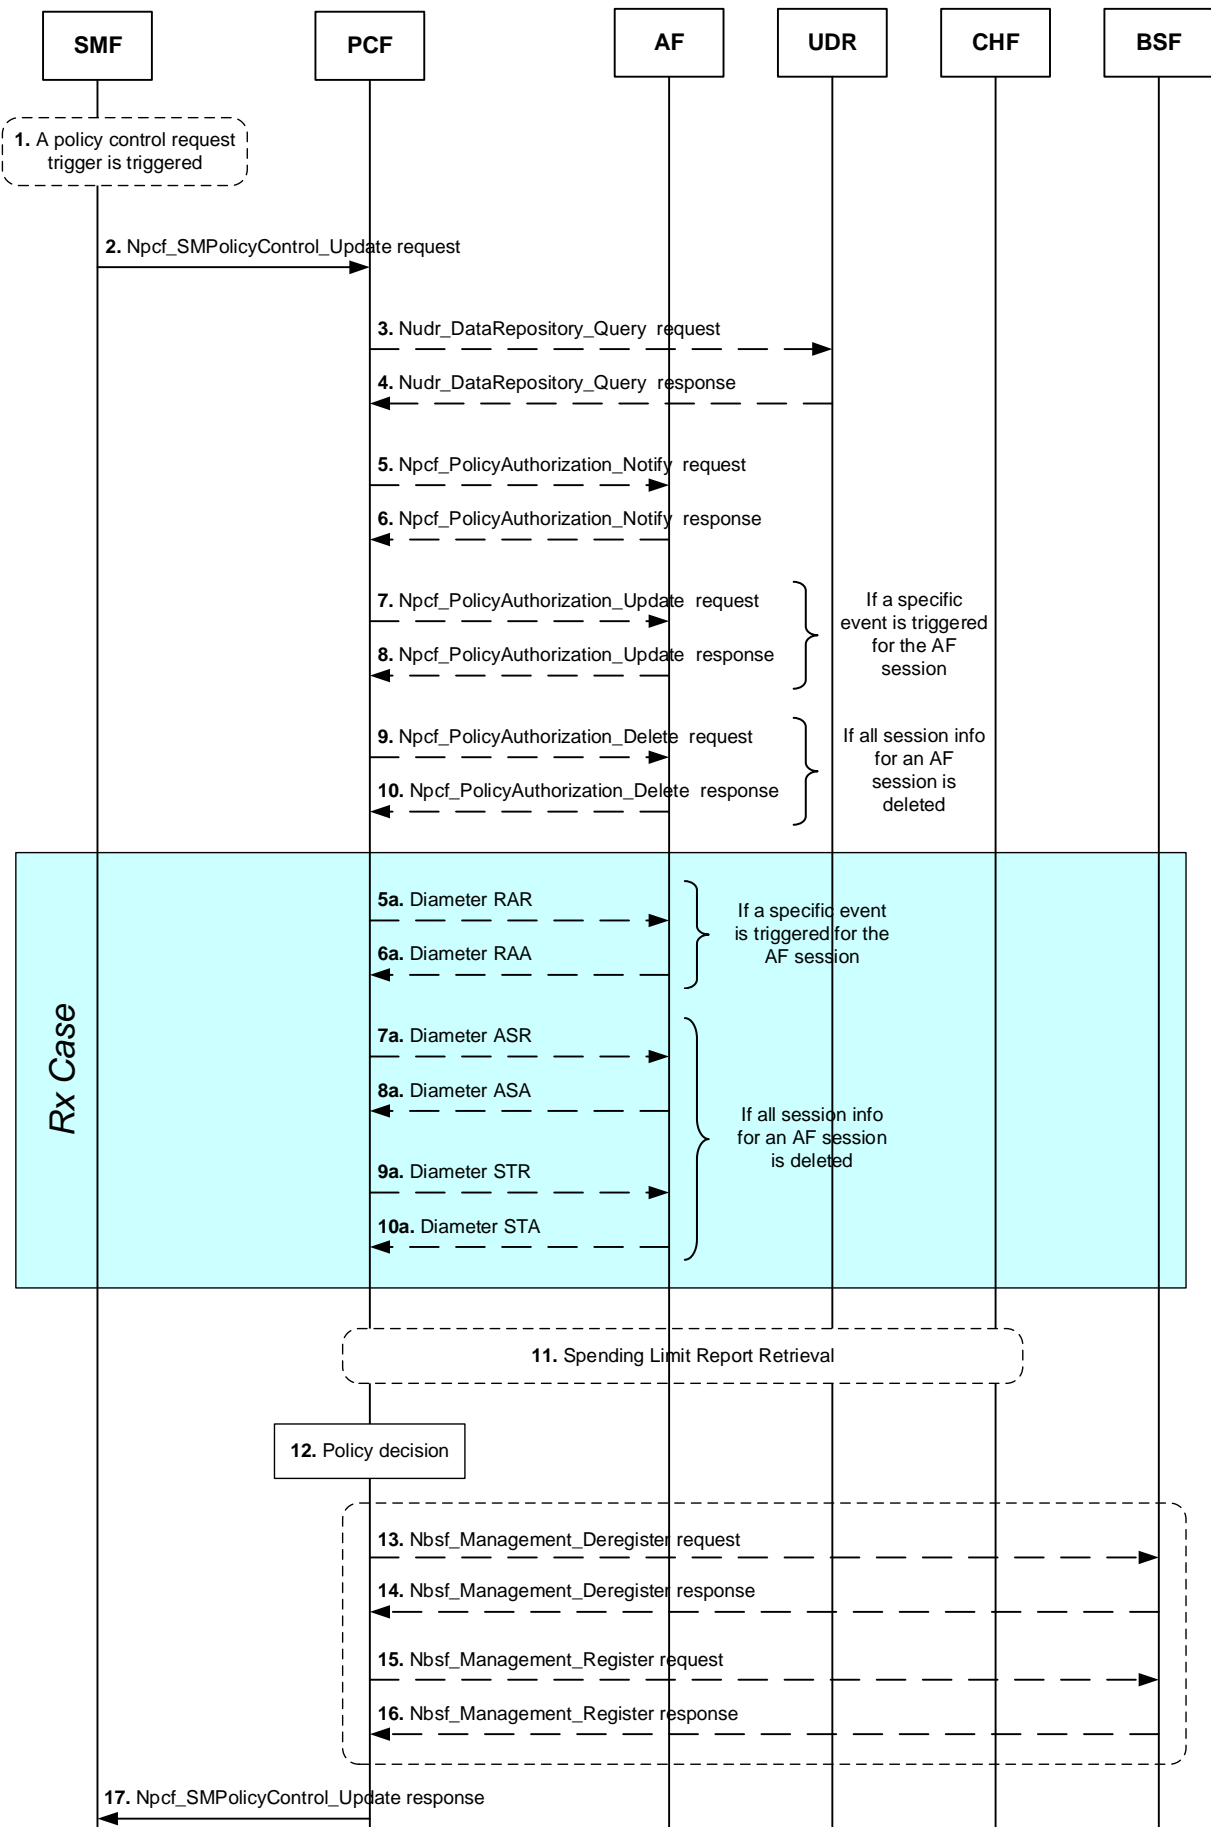 SMF
PCF
AF
UDR
CHF
BSF
1. A policy control request
trigger is triggered
2. Npcf_SMPolicyControl_Update request
3. Nudr_DataRepository_Query request
4. Nudr_DataRepository_Query response
5. Npcf_PolicyAuthorization_Notify request
6. Npcf_PolicyAuthorization_Notify response
7. Npcf_PolicyAuthorization_Update request
8. Npcf_PolicyAuthorization_Update response
If a specific
event is triggered
for the AF
session
9. Npcf_PolicyAuthorization_Delete request
10. Npcf_PolicyAuthorization_Delete response
If all session info
for an AF
session is
deleted
Rx Case
5a. Diameter RAR
6a. Diameter RAA
If a specific event
is triggered for the
AF session
7a. Diameter ASR
8a. Diameter ASA
9a. Diameter STR
10a. Diameter STA
If all session info
for an AF session
is deleted
11. Spending Limit Report Retrieval
12. Policy decision
13. Nbsf_Management_Deregister request
14. Nbsf_Management_Deregister response
15. Nbsf_Management_Register request
16. Nbsf_Management_Register response
17. Npcf_SMPolicyControl_Update response